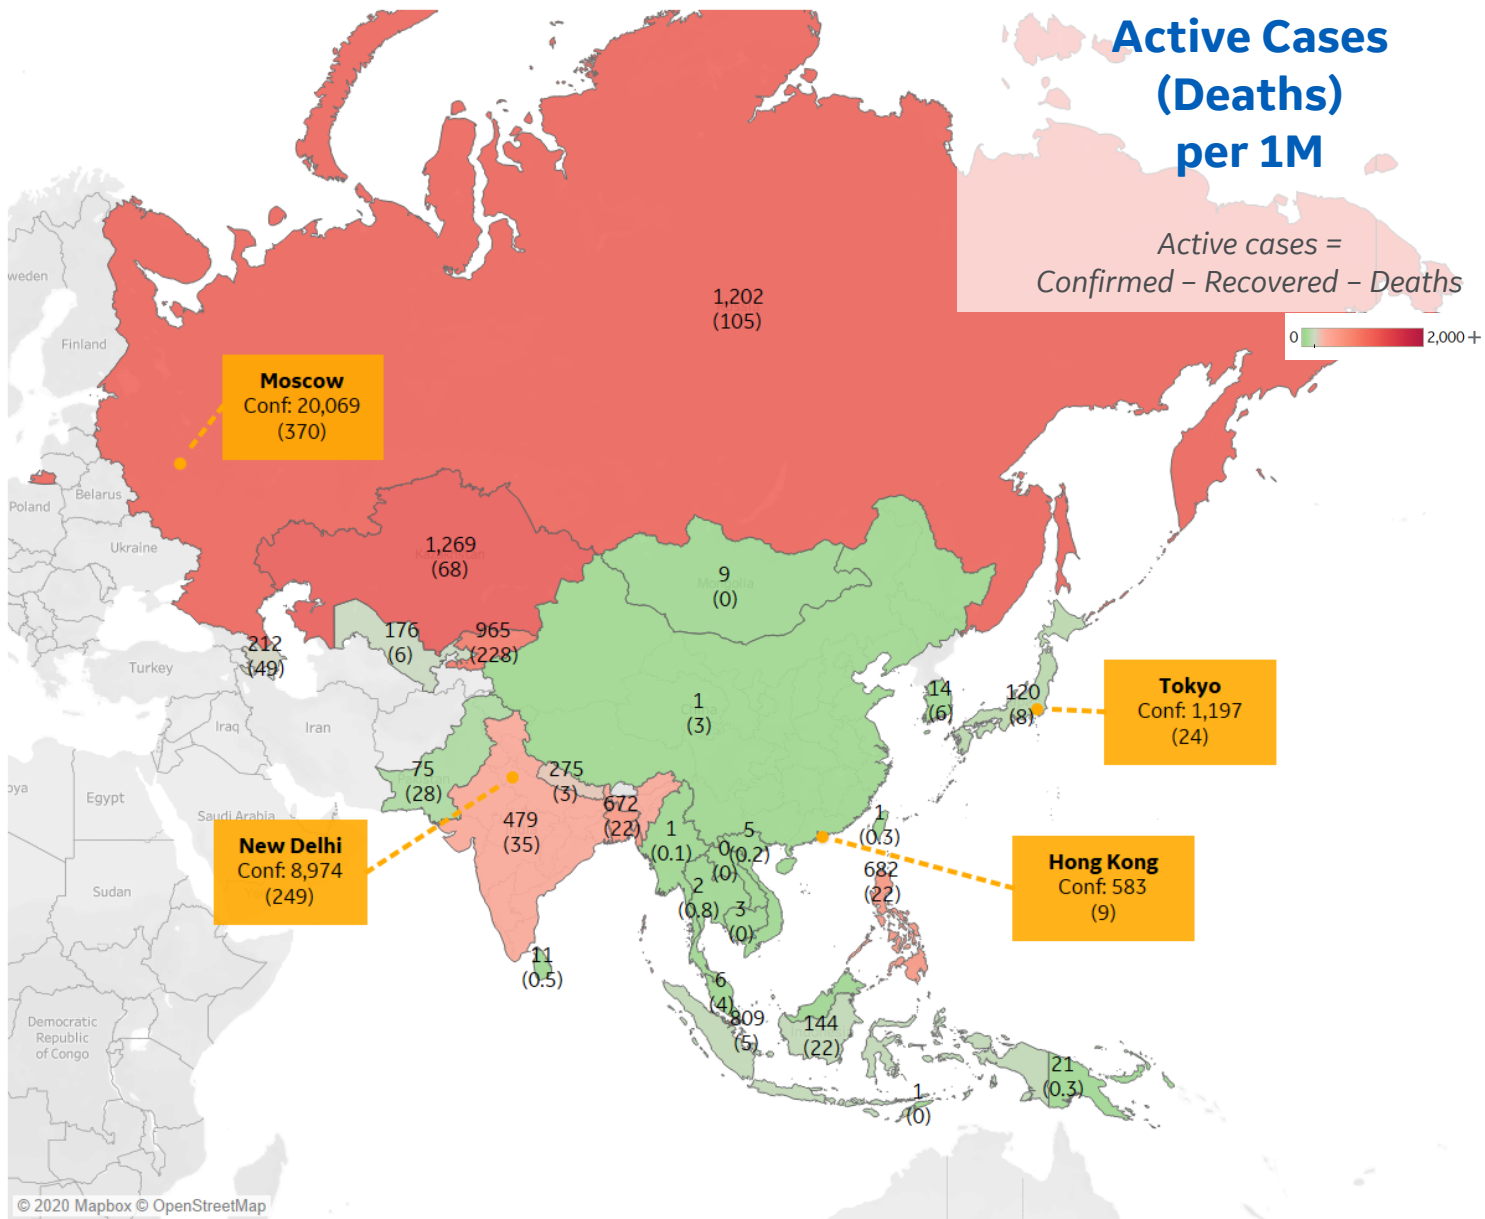 Active Cases
(Deaths)
per 1M
Active cases =
Confirmed – Recovered – Deaths
0
2,000 +
weden
Finland
1,202
(105)
Moscow
Conf: 20,069
(370)
Belarus
Poland
Ukraine
1,269
(68)
9
(0)
212
(49)
176
(6)
965
(228)
Turkey
14
(6)
120
(8)
Tokyo
Conf: 1,197
(24)
1
(3)
Iraq
Iran
75
(28)
275
(3)
oya
Egypt
Saudi Arabia
672
(22)
479
(35)
1
(0.1)
5
(0.2)
0
(0)
1
(0.3)
New Delhi
Conf: 8,974
(249)
682
(22)
Hong Kong
Conf: 583
(9)
Sudan
2
(0.8)
3
(0)
11
(0.5)
6
(4)
809
(5)
144
(22)
Democratic
Republic
of Congo
21
(0.3)
1
(0)
© 2020 Mapbox © OpenStreetMap